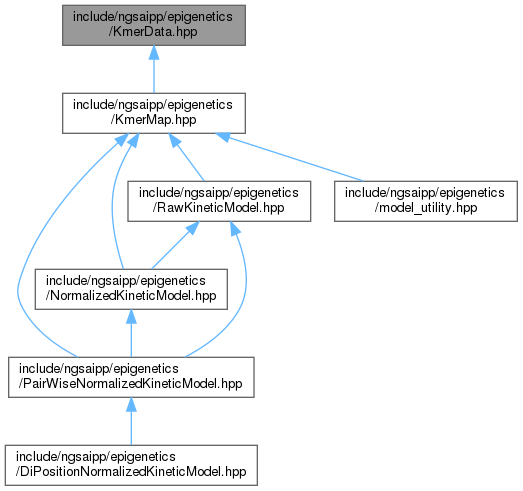 include/ngsaipp/epigenetics
/KmerData.hpp
include/ngsaipp/epigenetics
/KmerMap.hpp
include/ngsaipp/epigenetics
/RawKineticModel.hpp
include/ngsaipp/epigenetics
/model_utility.hpp
include/ngsaipp/epigenetics
/NormalizedKineticModel.hpp
include/ngsaipp/epigenetics
/PairWiseNormalizedKineticModel.hpp
include/ngsaipp/epigenetics
/DiPositionNormalizedKineticModel.hpp